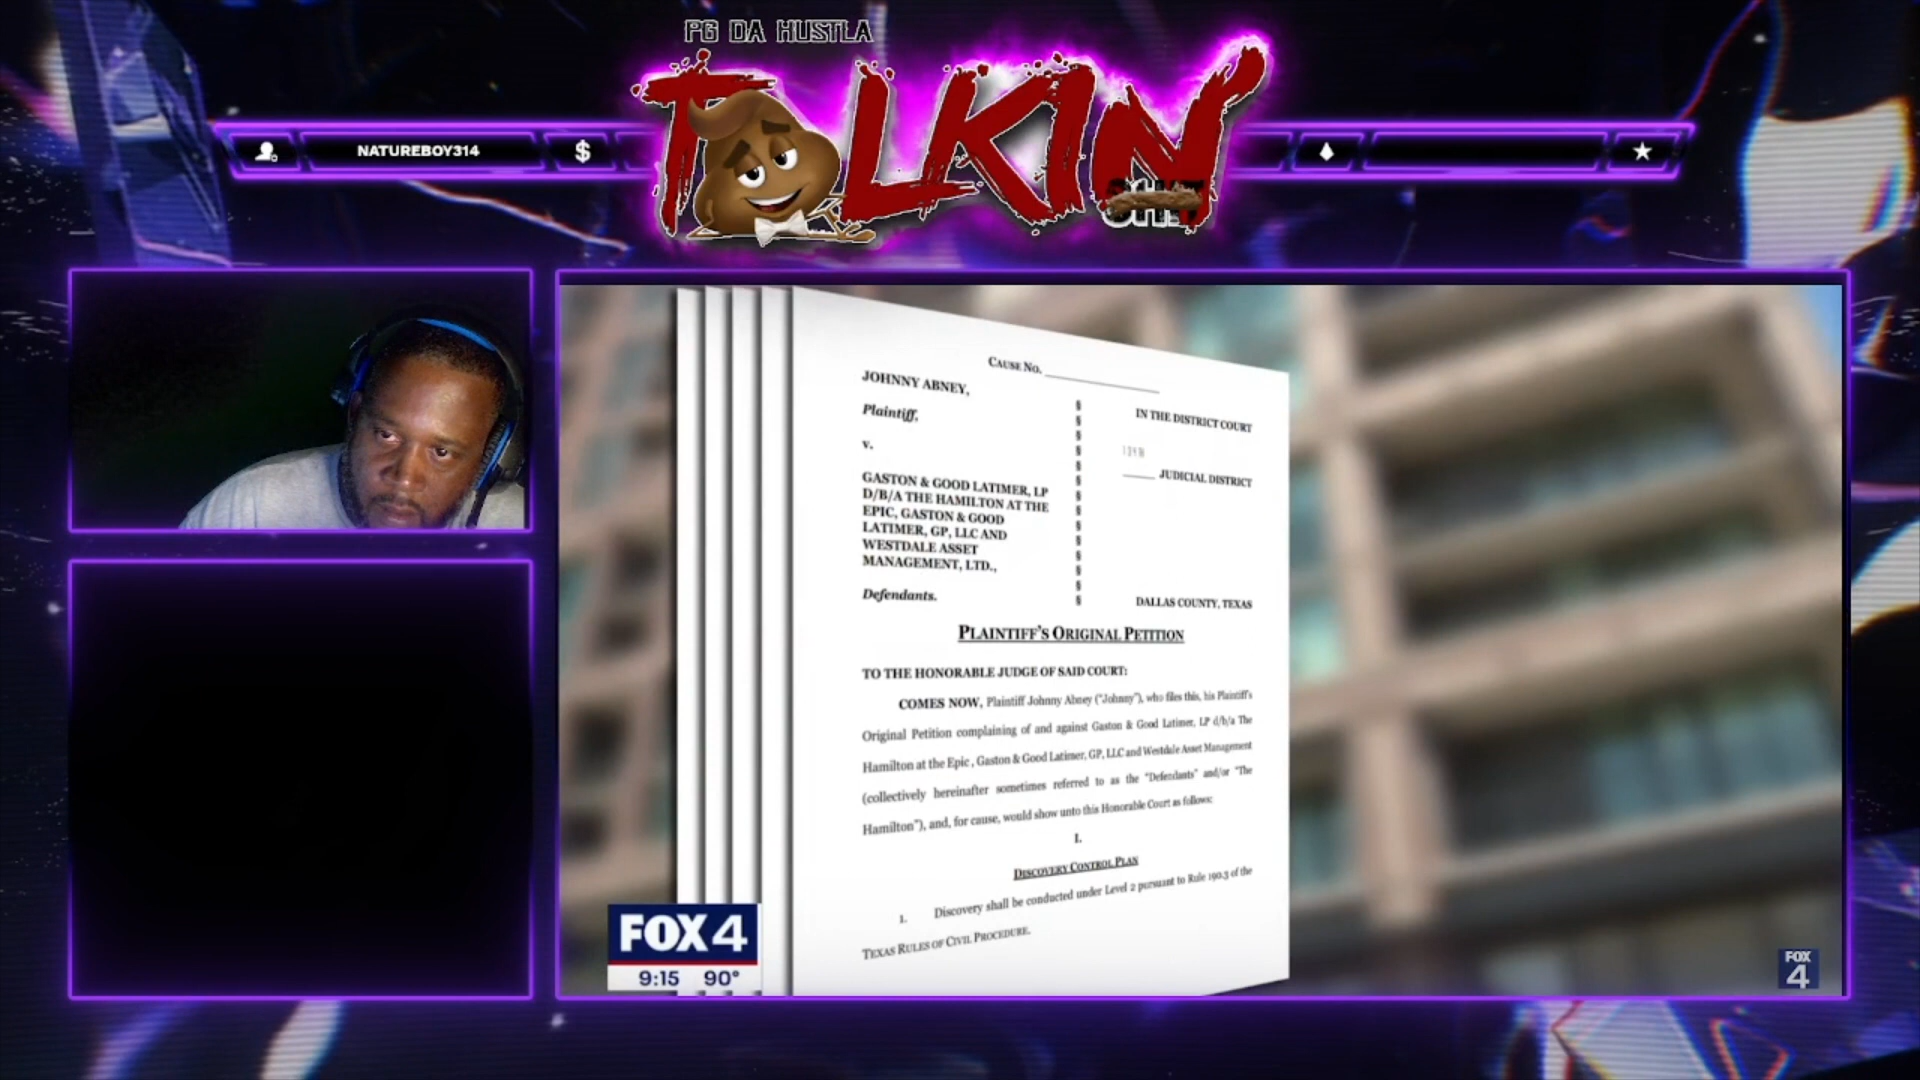 PG DA HUSTLA
TALKIN
SHIT
NATUREBOY314
$
CAUSE NO.
JOHNNY ABNEY,
Plaintiff,
v.
GASTON & GOOD LATIMER, LP
D/B/A THE HAMILTON AT THE
EPIC, GASTON & GOOD
LATIMER, GP, LLC AND
WESTDALE ASSET
MANAGEMENT, LTD.,
Defendants.
§
§
§
§
§
§
§
§
§
§
§
§
§
§
IN THE DISTRICT COURT
JUDICIAL DISTRICT
DALLAS COUNTY, TEXAS
PLAINTIFF'S ORIGINAL PETITION
TO THE HONORABLE JUDGE OF SAID COURT:
COMES NOW, Plaintiff Johnny Abney ("Johnny"), who files this, his Plaintiff's
Original Petition complaining of and against Gaston & Good Latimer, LP d/b/a The
Hamilton at the Epic , Gaston & Good Latimer, GP, LLC and Westdale Asset Management
(collectively hereinafter sometimes referred to as the "Defendants" and/or "The
Hamilton"), and, for cause, would show unto this Honorable Court as follows:
I.
DISCOVERY CONTROL PLAN
1. Discovery shall be conducted under Level 2 pursuant to Rule 190.3 of the
TEXAS RULES OF CIVIL PROCEDURE.
FOX 4
9:15 90°
FOX
4